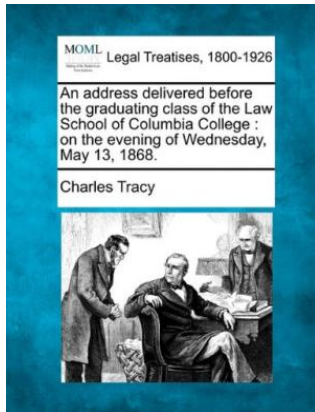 MOML
Legal Treatises, 1800-1926
An address delivered before
the graduating class of the Law
School of Columbia College :
on the evening of Wednesday,
May 13, 1868.
Charles Tracy